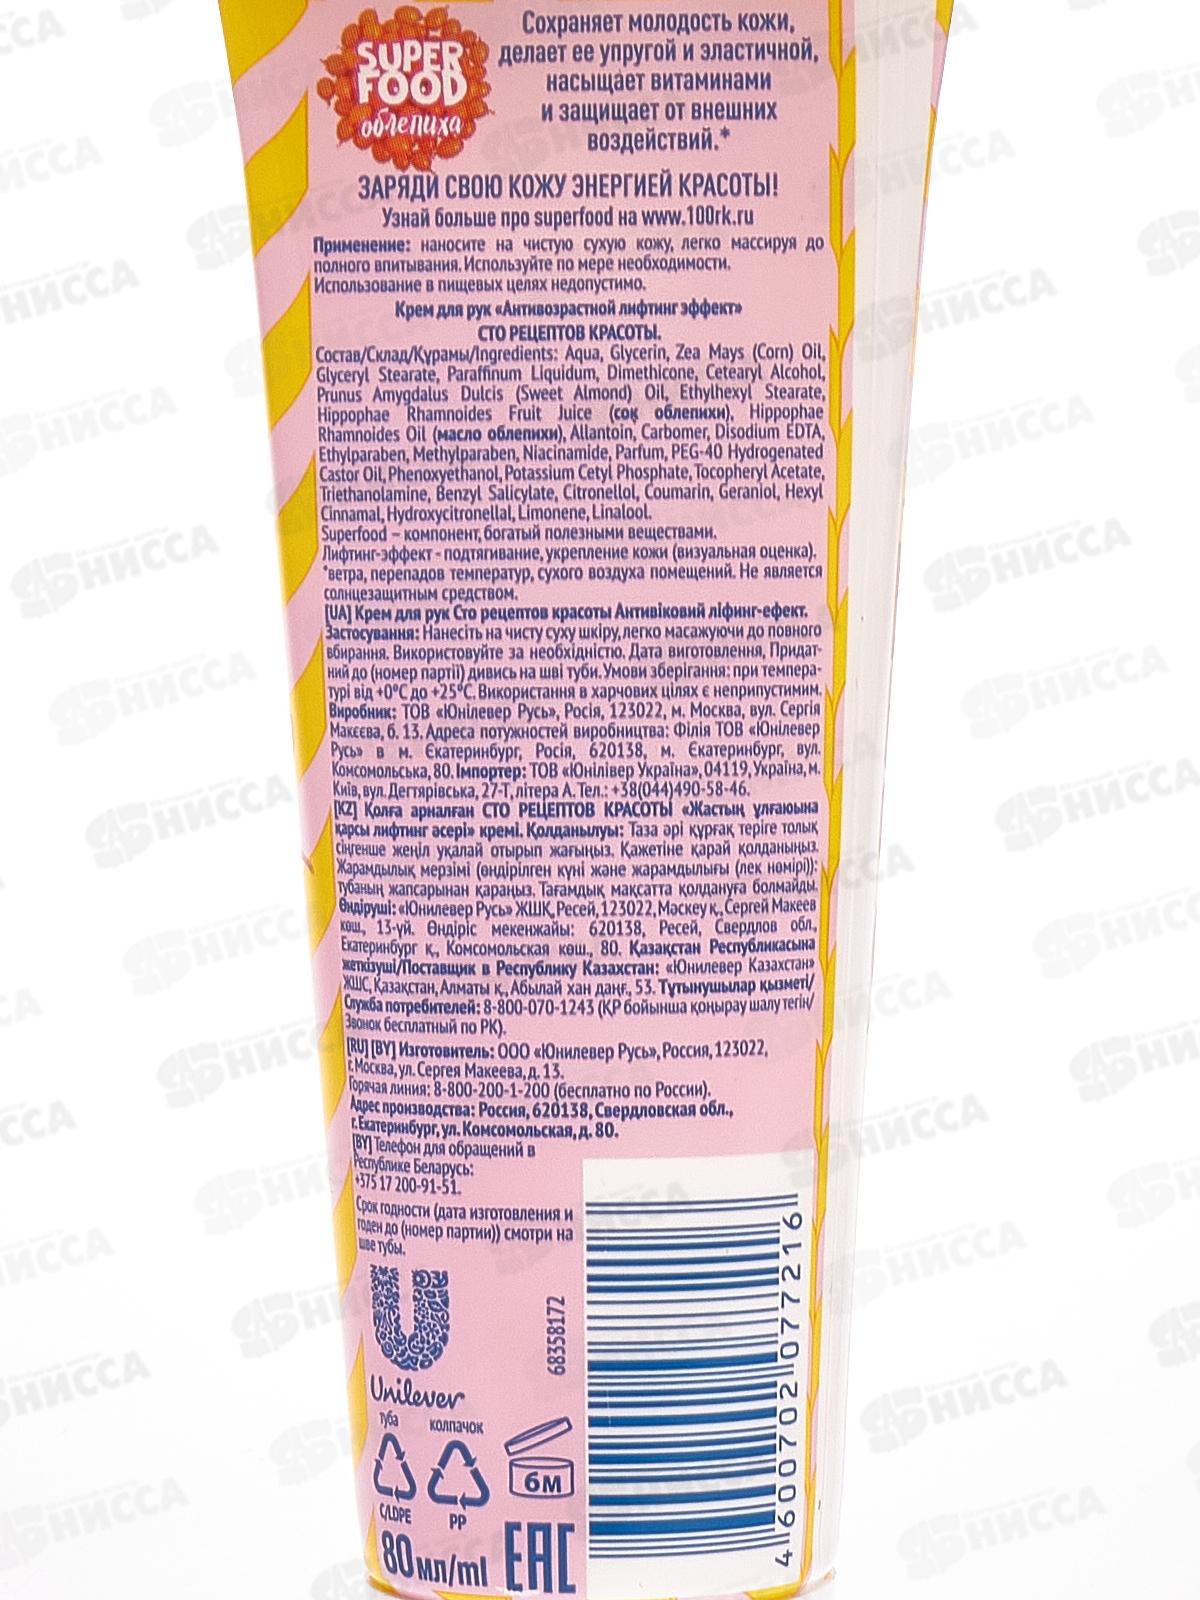 SUPER
FOOD
облепиха
Сохраняет молодость кожи,
делает ее упругой и эластичной,
насыщает витаминами
и защищает от внешних
воздействий.*
ЗАРЯДИ СВОЮ КОЖУ ЭНЕРГИЕЙ КРАСОТЫ!
Узнай больше про superfood на www.100rk.ru
Применение: наносите на чистую сухую кожу, легко массируя до
полного впитывания. Используйте по мере необходимости.
Использование в пищевых целях недопустимо.
Крем для рук «Антивозрастной лифтинг эффект»
СТО РЕЦЕПТОВ КРАСОТЫ.
Состав/Склад/Құрамы/Ingredients: Aqua, Glycerin, Zea Mays (Corn) Oil,
Glyceryl Stearate, Paraffinum Liquidum, Dimethicone, Cetearyl Alcohol,
Prunus Amygdalus Dulcis (Sweet Almond) Oil, Ethylhexyl Stearate,
Hippophae Rhamnoides Fruit Juice (сок облепихи), Hippophae
Rhamnoides Oil (масло облепихи), Allantoin, Carbomer, Disodium EDTA,
Ethylparaben, Methylparaben, Niacinamide, Parfum, PEG-40 Hydrogenated
Castor Oil, Phenoxyethanol, Potassium Cetyl Phosphate, Tocopheryl Acetate,
Triethanolamine, Benzyl Salicylate, Citronellol, Coumarin, Geraniol, Hexyl
Cinnamal, Hydroxycitronellal, Limonene, Linalool.
Superfood – компонент, богатый полезными веществами.
Лифтинг-эффект - подтягивание, укрепление кожи (визуальная оценка).
*ветра, перепадов температур, сухого воздуха помещений. Не является
солнцезащитным средством.
[UA] Крем для рук Сто рецептов красоты Антивіковий ліфтинг-ефект.
Застосування: Нанесіть на чисту суху шкіру, легко масажуючи до повного
вбирання. Використовуйте за необхідністю. Дата виготовлення, Придат-
ний до (номер партії) дивись на шві туби. Умови зберігання: при темпера-
турі від +0°C до +25°C. Використання в харчових цілях є неприпустимим.
Виробник: ТОВ «Юнілевер Русь», Росія, 123022, м. Москва, вул. Сергія
Макеєва, б. 13. Адреса потужностей виробництва: Філія ТОВ «Юнілевер
Русь» в м. Єкатеринбург, Росія, 620138, м. Єкатеринбург, вул.
Комсомольська, 80. Імпортер: ТОВ «Юнілівер Україна», 04119, Україна, м.
Київ, вул. Дегтярівська, 27-Т, літера А. Тел.: +38(044)490-58-46.
[KZ] Қолға арналған СТО РЕЦЕПТОВ КРАСОТЫ «Жастың ұлғаюына
қарсы лифтинг әсері» кремі. Қолданылуы: Таза әрі құрғақ теріге толық
сіңгенше жеңіл уқалай отырып жағыңыз. Қажетіне қарай қолданыңыз.
Жарамдылық мерзімі (өндірілген күні және жарамдылығы (лек нөмірі)):
тубаның жапсарынан қараңыз. Тағамдық мақсатта қолдануға болмайды.
Өндіруші: «Юнилевер Русь» ЖШҚ, Ресей, 123022, Мәскеу қ., Сергей Макеев
көш., 13-үй. Өндіріс мекенжайы: 620138, Ресей, Свердлов обл.,
Екатеринбург қ., Комсомольская көш., 80. Қазақстан Республикасына
жеткізуші/Поставщик в Республику Казахстан: «Юнилевер Казахстан»
ЖШС, Қазақстан, Алматы қ., Абылай хан даңғ., 53. Тұтынушылар қызметі/
Служба потребителей: 8-800-070-1243 (ҚР бойынша қоңырау шалу тегін/
Звонок бесплатный по РК).
[RU] [BY] Изготовитель: ООО «Юнилевер Русь», Россия, 123022,
г. Москва, ул. Сергея Макеева, д. 13.
Горячая линия: 8-800-200-1-200 (бесплатно по России).
Адрес производства: Россия, 620138, Свердловская обл.,
г. Екатеринбург, ул. Комсомольская, д. 80.
[BY] Телефон для обращений в
Республике Беларусь:
+375 17 200-91-51.
Срок годности (дата изготовления и
годен до (номер партии)) смотри на
шве тубы.
68358172
Unilever
туба
колпачок
C/LDPE
PP
6м
80мл/ml
EAC
4600702077216
НИССА